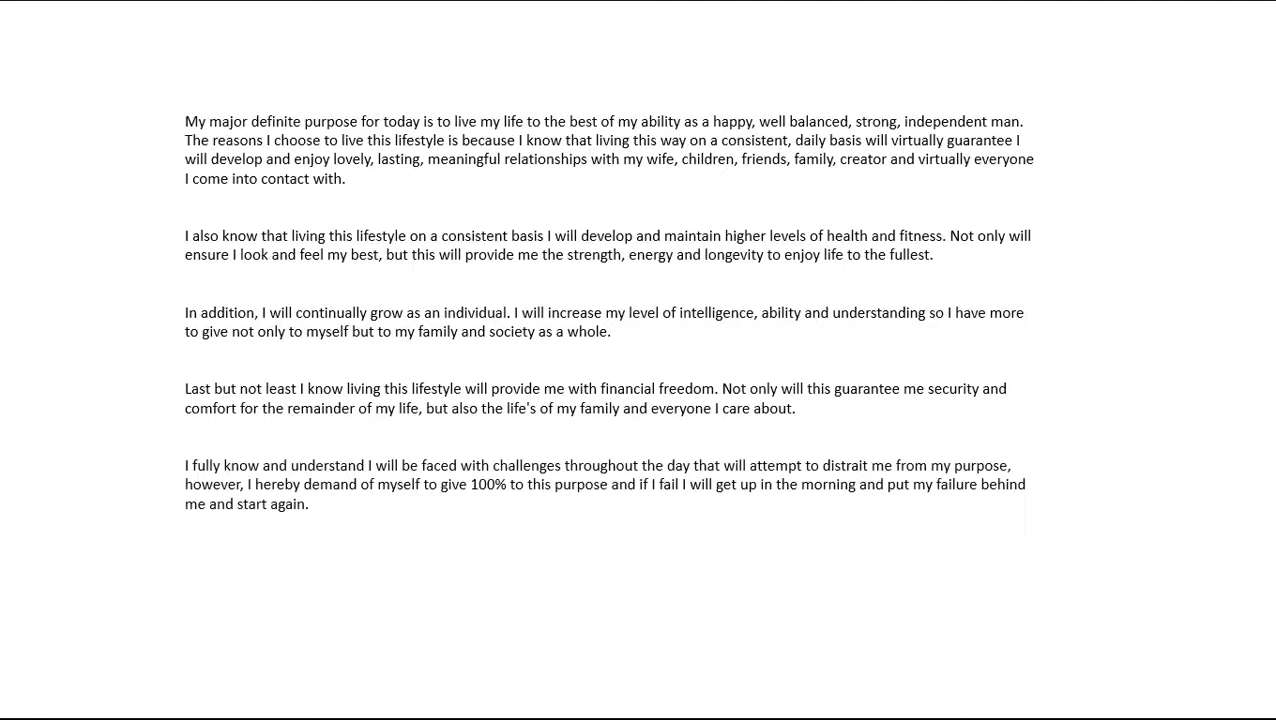 My major definite purpose for today is to live my life to the best of my ability as a happy, well balanced, strong, independent man.
The reasons I choose to live this lifestyle is because I know that living this way on a consistent, daily basis will virtually guarantee I
will develop and enjoy lovely, lasting, meaningful relationships with my wife, children, friends, family, creator and virtually everyone
I come into contact with.
I also know that living this lifestyle on a consistent basis I will develop and maintain higher levels of health and fitness. Not only will
ensure I look and feel my best, but this will provide me the strength, energy and longevity to enjoy life to the fullest.
In addition, I will continually grow as an individual. I will increase my level of intelligence, ability and understanding so I have more
to give not only to myself but to my family and society as a whole.
Last but not least I know living this lifestyle will provide me with financial freedom. Not only will this guarantee me security and
comfort for the remainder of my life, but also the life's of my family and everyone I care about.
I fully know and understand I will be faced with challenges throughout the day that will attempt to distrait me from my purpose,
however, I hereby demand of myself to give 100% to this purpose and if I fail I will get up in the morning and put my failure behind
me and start again.